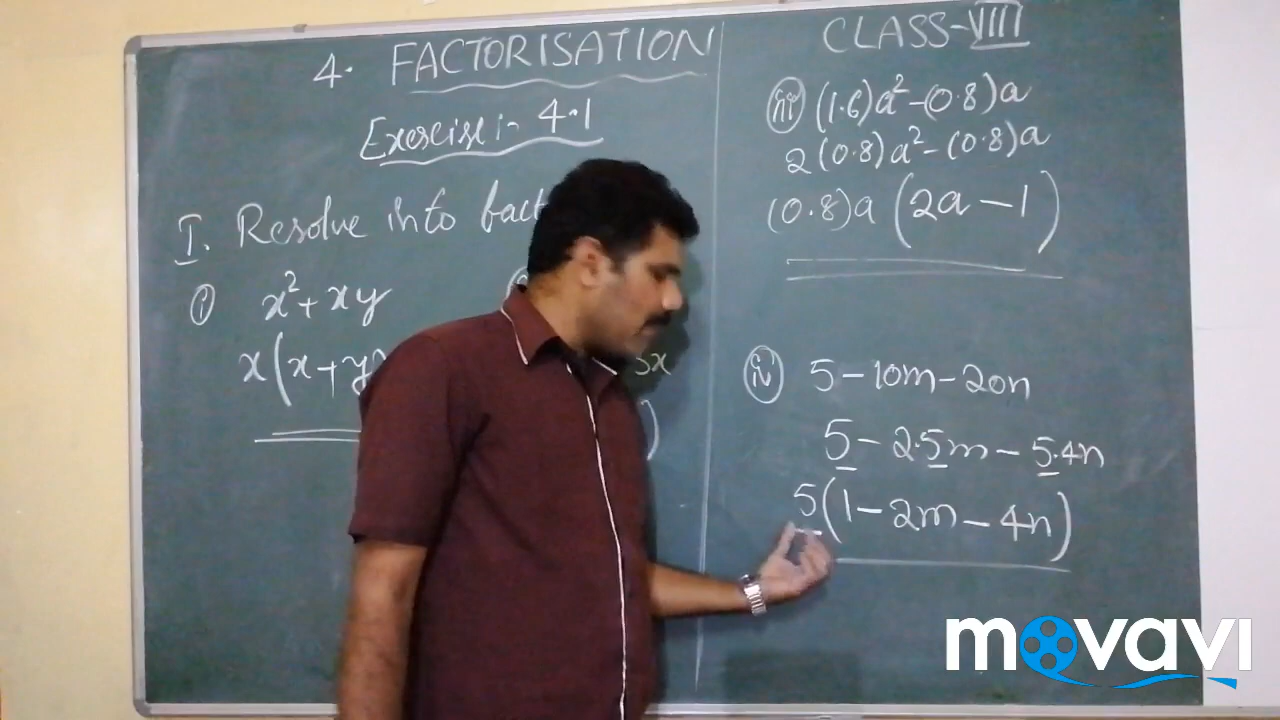 4. FACTORISATION
Exercise:- 4.1
I. Resolve into fact
(i) x² + xy
x(x+y)
3x
)
CLASS-VIII
(iii) (1.6)a² - (0.8)a
2(0.8)a² - (0.8)a
(0.8)a (2a - 1)
(iv) 5 - 10m - 20n
5 - 2.5m - 5.4n
5(1 - 2m - 4n)
movavi